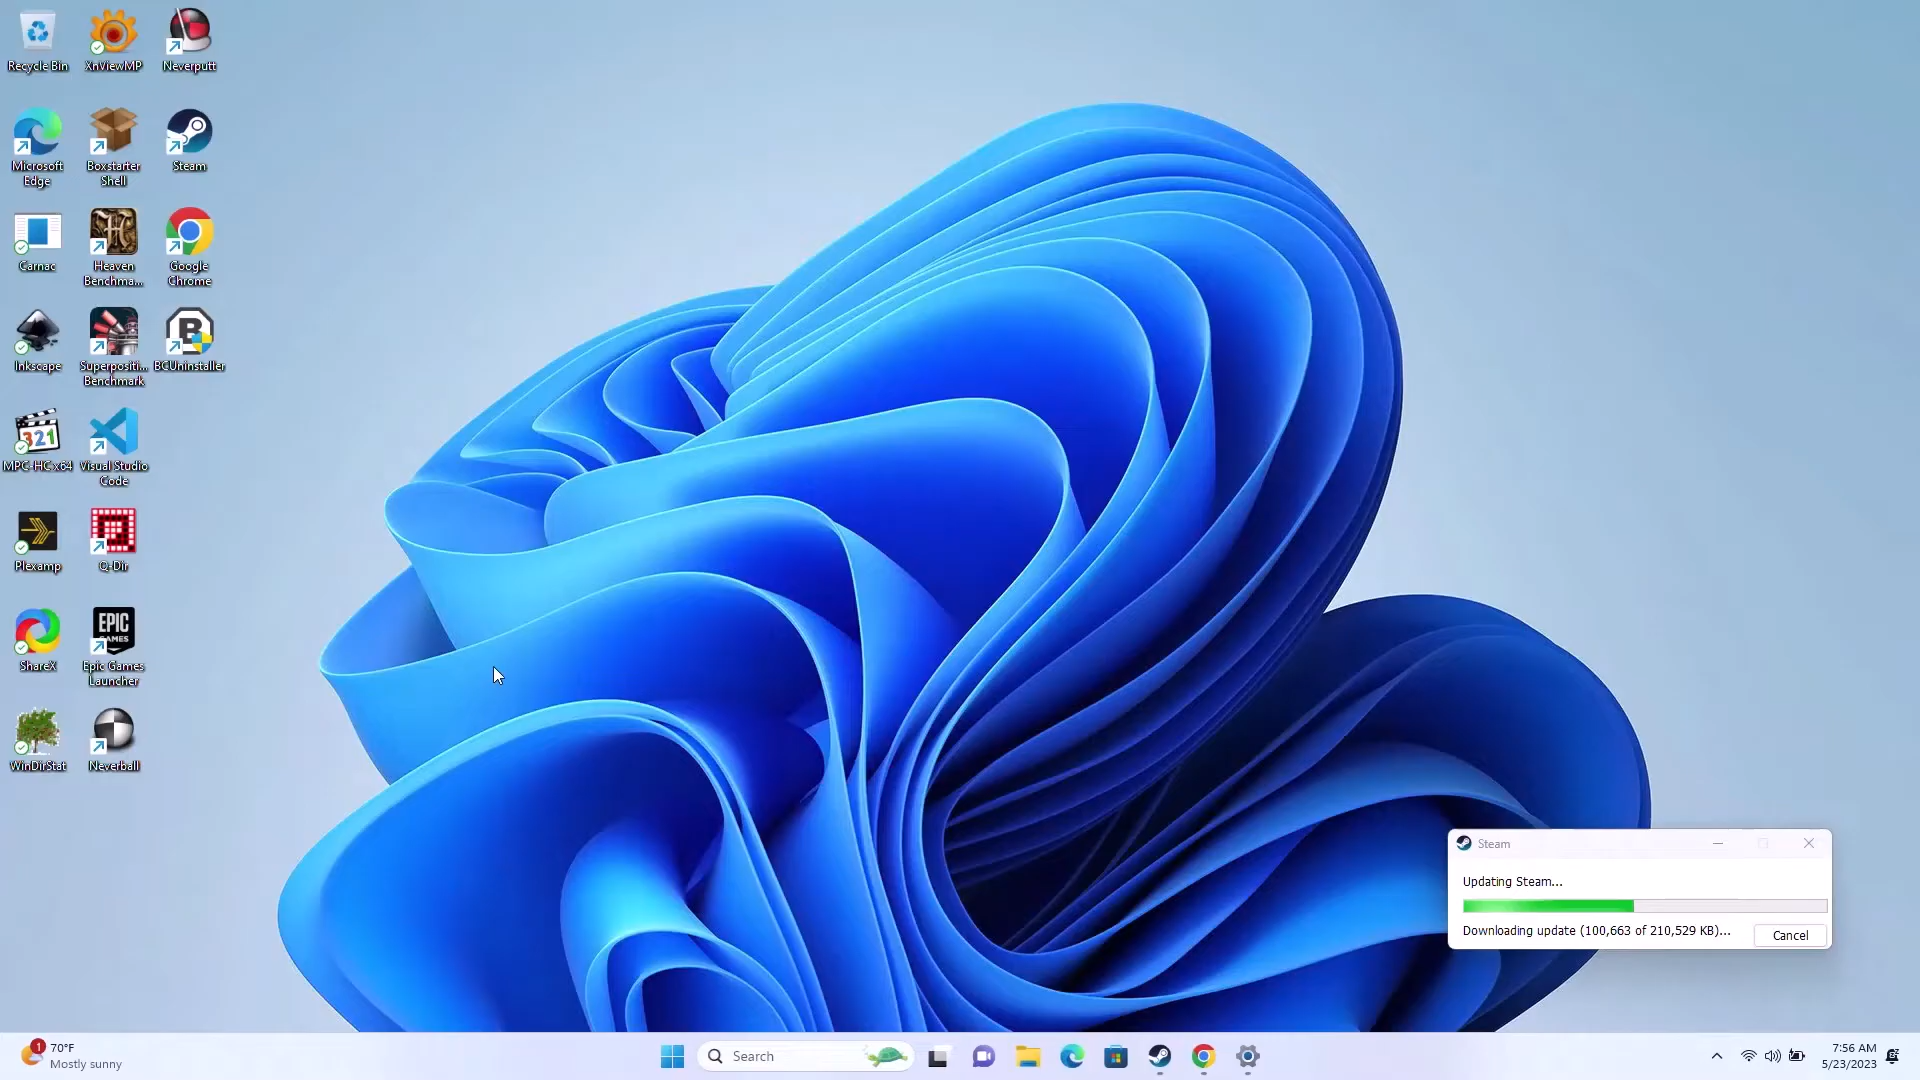 Recycle Bin
XnViewMP
Neverputt
Microsoft
Edge
Boxstarter
Shell
Steam
Carnac
Heaven
Benchma...
Google
Chrome
Inkscape
Superpositi...
Benchmark
BCUninstaller
MPC-HC x64
321
Visual Studio
Code
Plexamp
Q-Dir
ShareX
EPIC
GAMES
Epic Games
Launcher
WinDirStat
Neverball
Steam
Updating Steam...
Downloading update (100,663 of 210,529 KB)...
Cancel
1
70°F
Mostly sunny
Search
7:56 AM
5/23/2023